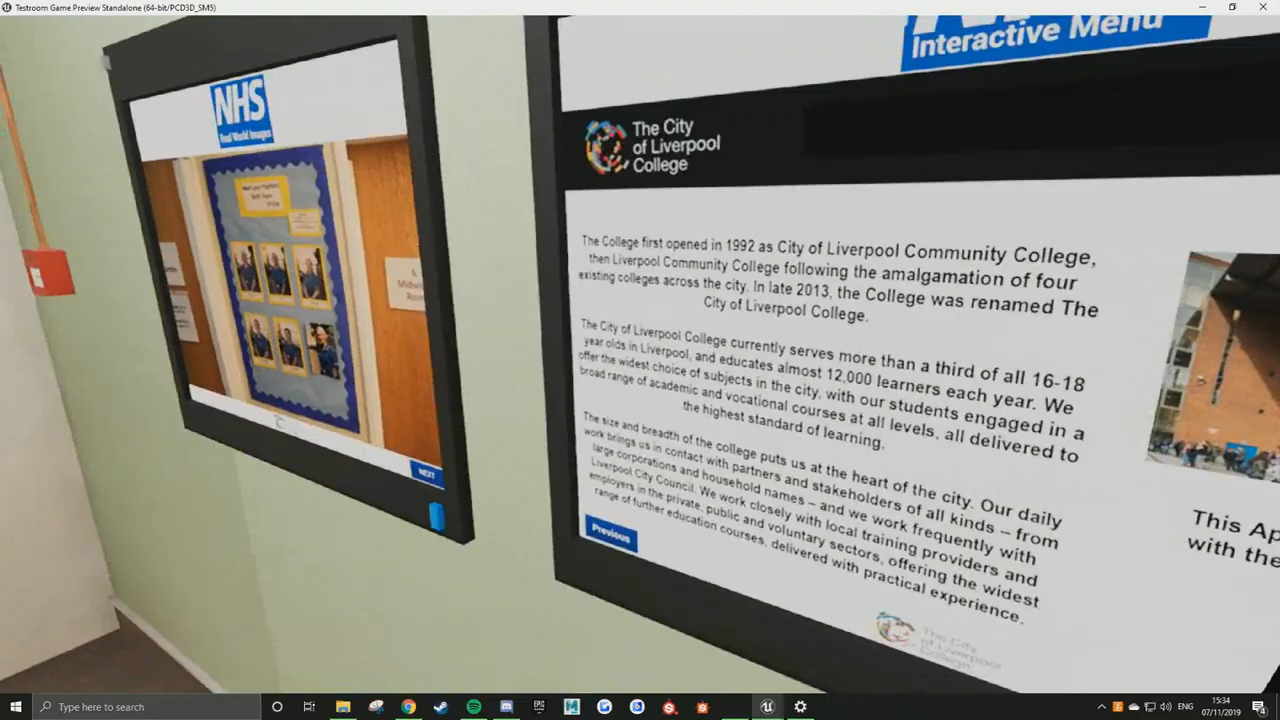 Testroom Game Preview Standalone (64-bit/PCD3D_SM5)
NHS
Real World Images
NEXT
Interactive Menu
The City
of Liverpool
College
The College first opened in 1992 as City of Liverpool Community College,
then Liverpool Community College following the amalgamation of four
existing colleges across the city. In late 2013, the College was renamed The
City of Liverpool College.
The City of Liverpool College currently serves more than a third of all 16-18
year olds in Liverpool, and educates almost 12,000 learners each year. We
offer the widest choice of subjects in the city, with our students engaged in a
broad range of academic and vocational courses at all levels, all delivered to
the highest standard of learning.
The size and breadth of the college puts us at the heart of the city. Our daily
work brings us in contact with partners and stakeholders of all kinds – from
large corporations and household names – and we work frequently with
Liverpool City Council. We work closely with local training providers and
employers in the private, public and voluntary sectors, offering the widest
range of further education courses, delivered with practical experience.
Previous
This Ap
with the
The City
of Liverpool
College
Type here to search
EPIC
ENG
15:34
07/11/2019
4